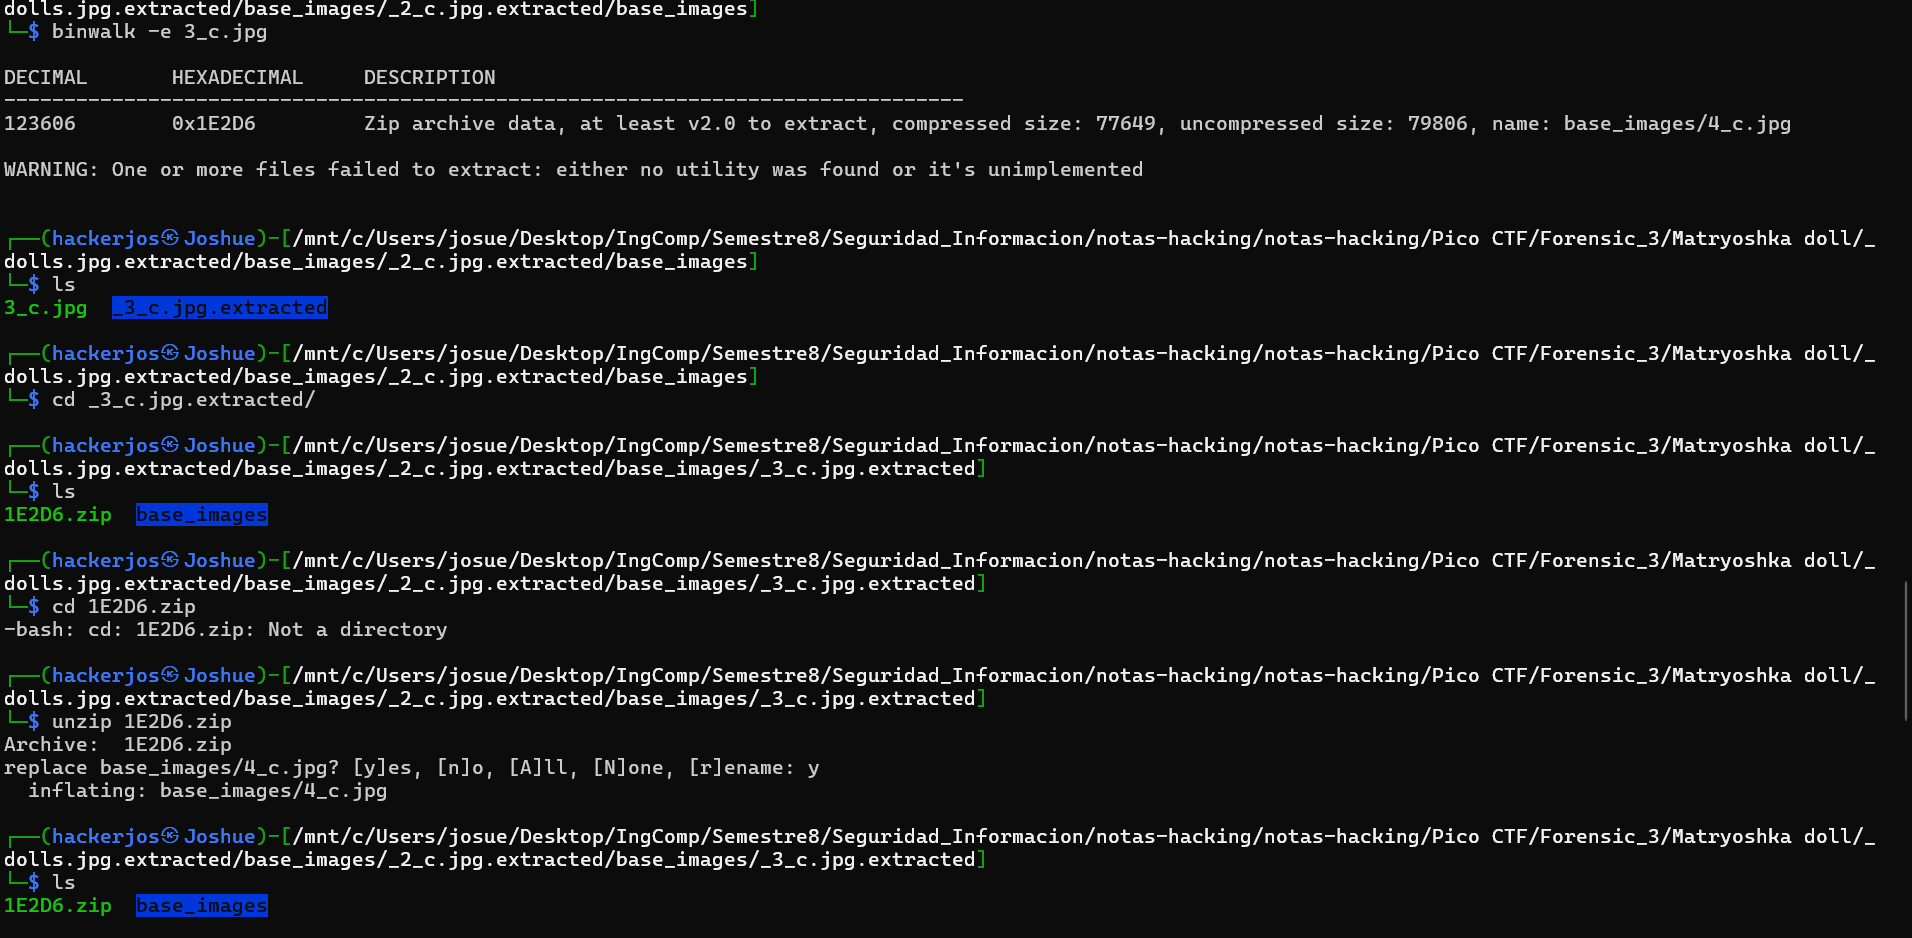 dolls.jpg.extracted/base_images/_2_c.jpg.extracted/base_images]
└─$ binwalk -e 3_c.jpg
DECIMAL       HEXADECIMAL     DESCRIPTION
--------------------------------------------------------------------------------
123606        0x1E2D6         Zip archive data, at least v2.0 to extract, compressed size: 77649, uncompressed size: 79806, name: base_images/4_c.jpg
WARNING: One or more files failed to extract: either no utility was found or it's unimplemented
┌──(hackerjos㉿Joshue)-[/mnt/c/Users/josue/Desktop/IngComp/Semestre8/Seguridad_Informacion/notas-hacking/notas-hacking/Pico CTF/Forensic_3/Matryoshka doll/_
dolls.jpg.extracted/base_images/_2_c.jpg.extracted/base_images]
└─$ ls
3_c.jpg  _3_c.jpg.extracted
┌──(hackerjos㉿Joshue)-[/mnt/c/Users/josue/Desktop/IngComp/Semestre8/Seguridad_Informacion/notas-hacking/notas-hacking/Pico CTF/Forensic_3/Matryoshka doll/_
dolls.jpg.extracted/base_images/_2_c.jpg.extracted/base_images]
└─$ cd _3_c.jpg.extracted/
┌──(hackerjos㉿Joshue)-[/mnt/c/Users/josue/Desktop/IngComp/Semestre8/Seguridad_Informacion/notas-hacking/notas-hacking/Pico CTF/Forensic_3/Matryoshka doll/_
dolls.jpg.extracted/base_images/_2_c.jpg.extracted/base_images/_3_c.jpg.extracted]
└─$ ls
1E2D6.zip  base_images
┌──(hackerjos㉿Joshue)-[/mnt/c/Users/josue/Desktop/IngComp/Semestre8/Seguridad_Informacion/notas-hacking/notas-hacking/Pico CTF/Forensic_3/Matryoshka doll/_
dolls.jpg.extracted/base_images/_2_c.jpg.extracted/base_images/_3_c.jpg.extracted]
└─$ cd 1E2D6.zip
-bash: cd: 1E2D6.zip: Not a directory
┌──(hackerjos㉿Joshue)-[/mnt/c/Users/josue/Desktop/IngComp/Semestre8/Seguridad_Informacion/notas-hacking/notas-hacking/Pico CTF/Forensic_3/Matryoshka doll/_
dolls.jpg.extracted/base_images/_2_c.jpg.extracted/base_images/_3_c.jpg.extracted]
└─$ unzip 1E2D6.zip
Archive:  1E2D6.zip
replace base_images/4_c.jpg? [y]es, [n]o, [A]ll, [N]one, [r]ename: y
  inflating: base_images/4_c.jpg
┌──(hackerjos㉿Joshue)-[/mnt/c/Users/josue/Desktop/IngComp/Semestre8/Seguridad_Informacion/notas-hacking/notas-hacking/Pico CTF/Forensic_3/Matryoshka doll/_
dolls.jpg.extracted/base_images/_2_c.jpg.extracted/base_images/_3_c.jpg.extracted]
└─$ ls
1E2D6.zip  base_images